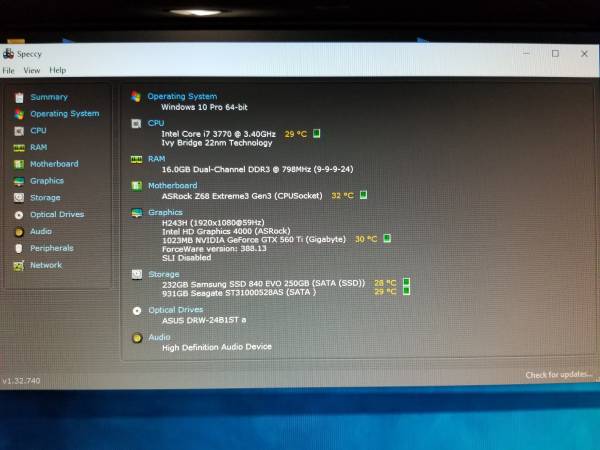 Speccy
File View Help
Summary
Operating System
CPU
RAM
Motherboard
Graphics
Storage
Optical Drives
Audio
Peripherals
Network
Operating System
Windows 10 Pro 64-bit
CPU
Intel Core i7 3770 @ 3.40GHz 29 °C
Ivy Bridge 22nm Technology
RAM
16.0GB Dual-Channel DDR3 @ 798MHz (9-9-9-24)
Motherboard
ASRock Z68 Extreme3 Gen3 (CPUSocket) 32 °C
Graphics
H243H (1920x1080@59Hz)
Intel HD Graphics 4000 (ASRock)
1023MB NVIDIA GeForce GTX 560 Ti (Gigabyte) 30 °C
ForceWare version: 388.13
SLI Disabled
Storage
232GB Samsung SSD 840 EVO 250GB (SATA (SSD)) 28 °C
931GB Seagate ST31000528AS (SATA ) 29 °C
Optical Drives
ASUS DRW-24B1ST a
Audio
High Definition Audio Device
v1.32.740
Check for updates...